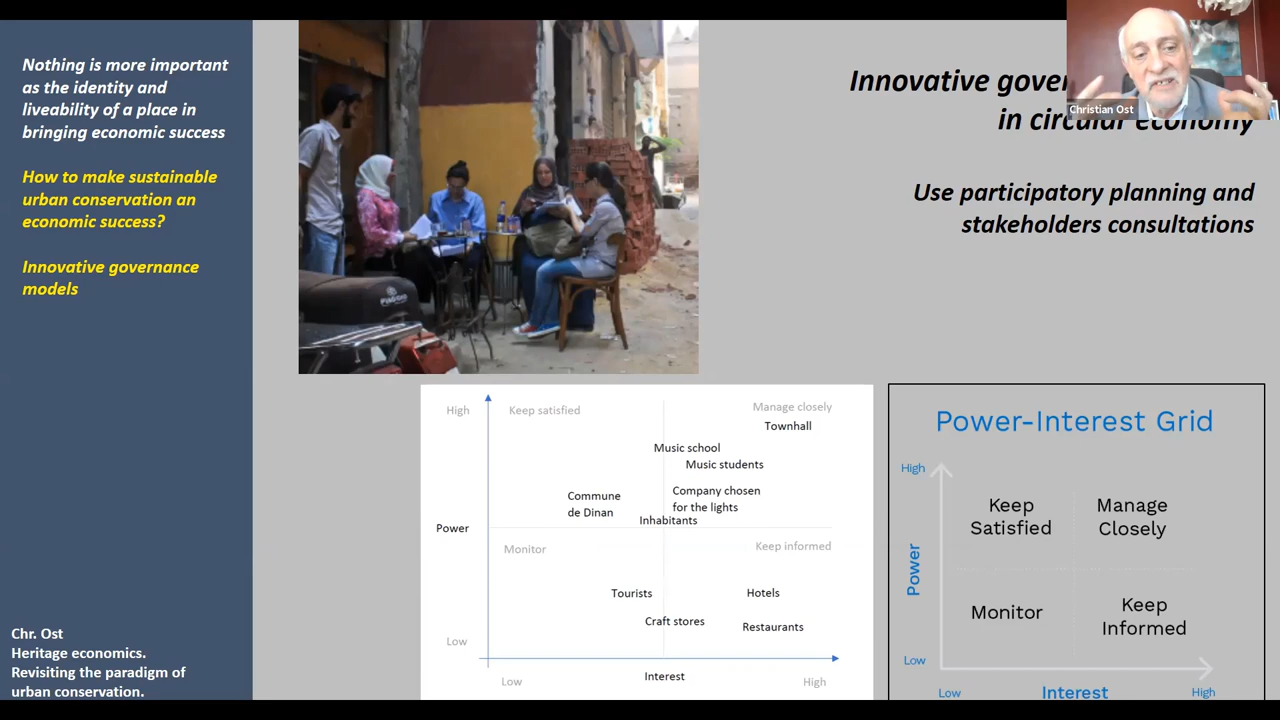 Nothing is more important
as the identity and
liveability of a place in
bringing economic success
How to make sustainable
urban conservation an
economic success?
Innovative governance
models
Chr. Ost
Heritage economics.
Revisiting the paradigm of
urban conservation.
PIAGGIO
Innovative
in circular economy
Use participatory planning and
stakeholders consultations
Christian Ost
High
Keep satisfied
Manage closely
Townhall
Music school
Music students
Commune
de Dinan
Company chosen
for the lights
Inhabitants
Power
Monitor
Keep informed
Tourists
Hotels
Craft stores
Restaurants
Low
Interest
Low
High
Power-Interest Grid
High
Keep
Satisfied
Manage
Closely
Power
Monitor
Keep
Informed
Low
Low
Interest
High